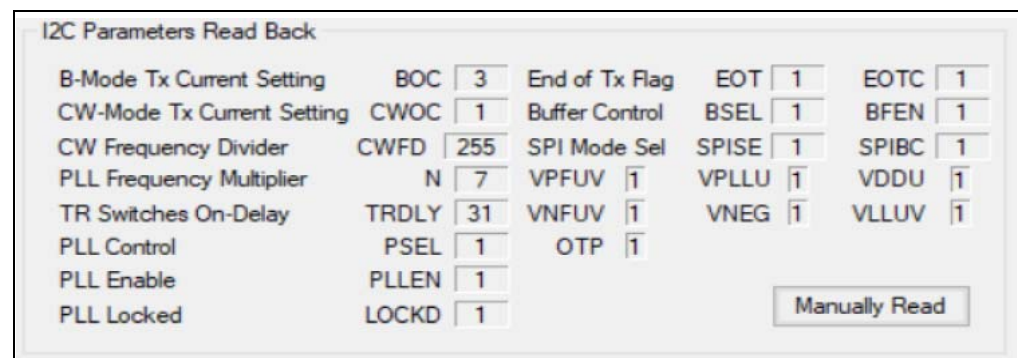 I2C Parameters Read Back
B-Mode Tx Current Setting BOC 3 End of Tx Flag EOT 1 EOTC 1
CW-Mode Tx Current Setting CWOC 1 Buffer Control BSEL 1 BFEN 1
CW Frequency Divider CWFD 255 SPI Mode Sel SPISE 1 SPIBC 1
PLL Frequency Multiplier N 7 VPFUV 1 VPLLU 1 VDDU 1
TR Switches On-Delay TRDLY 31 VNFUV 1 VNEG 1 VLLUV 1
PLL Control PSEL 1 OTP 1
PLL Enable PLLEN 1
PLL Locked LOCKD 1
Manually Read